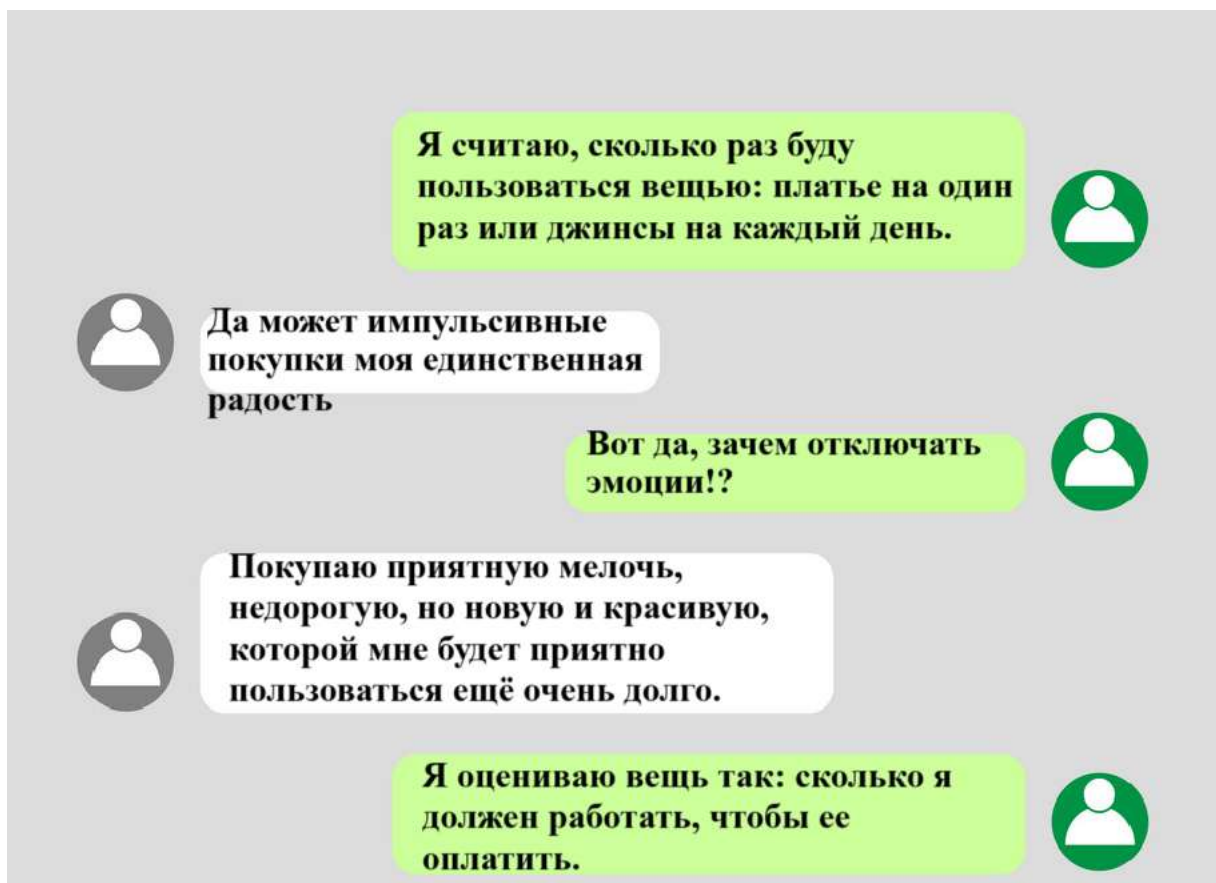 Я считаю, сколько раз буду
пользоваться вещью: платье на один
раз или джинсы на каждый день.
Да может импульсивные
покупки моя единственная
радость
Вот да, зачем отключать
эмоции!?
Покупаю приятную мелочь,
недорогую, но новую и красивую,
которой мне будет приятно
пользоваться ещё очень долго.
Я оцениваю вещь так: сколько я
должен работать, чтобы ее
оплатить.